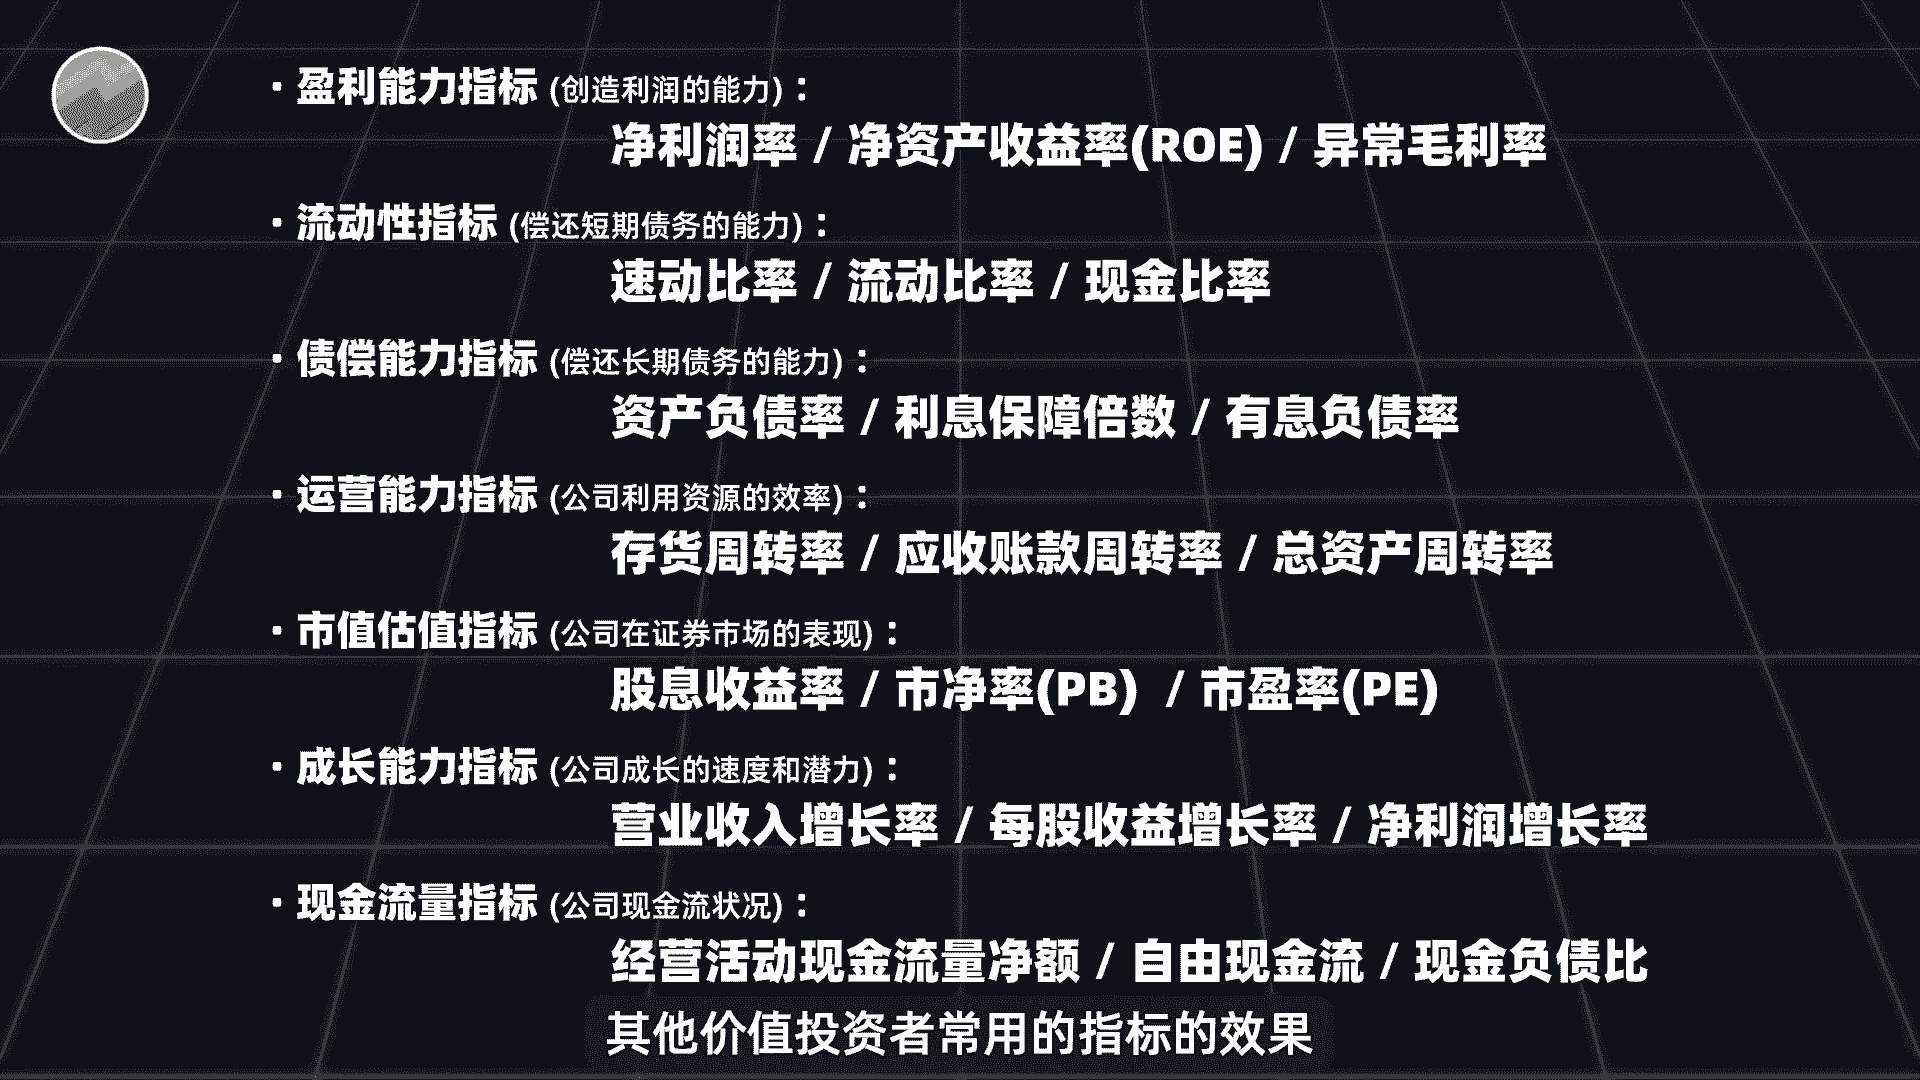 · 盈利能力指标 (创造利润的能力)：
净利润率 / 净资产收益率(ROE) / 异常毛利率
· 流动性指标 (偿还短期债务的能力)：
速动比率 / 流动比率 / 现金比率
· 债偿能力指标 (偿还长期债务的能力)：
资产负债率 / 利息保障倍数 / 有息负债率
· 运营能力指标 (公司利用资源的效率)：
存货周转率 / 应收账款周转率 / 总资产周转率
· 市值估值指标 (公司在证券市场的表现)：
股息收益率 / 市净率(PB) / 市盈率(PE)
· 成长能力指标 (公司成长的速度和潜力)：
营业收入增长率 / 每股收益增长率 / 净利润增长率
· 现金流量指标 (公司现金流状况)：
经营活动现金流量净额 / 自由现金流 / 现金负债比
其他价值投资者常用的指标的效果